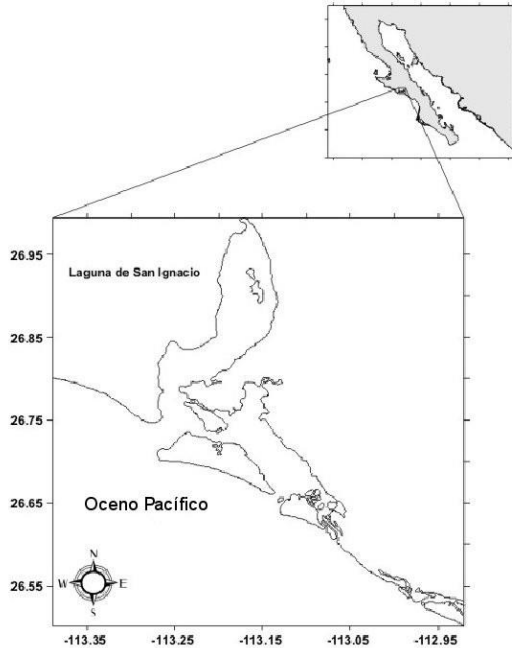 26.95
Laguna de San Ignacio
26.85
26.75
26.65
Oceno Pacífico
26.55
N
W E
S
-113.35 -113.25 -113.15 -113.05 -112.95